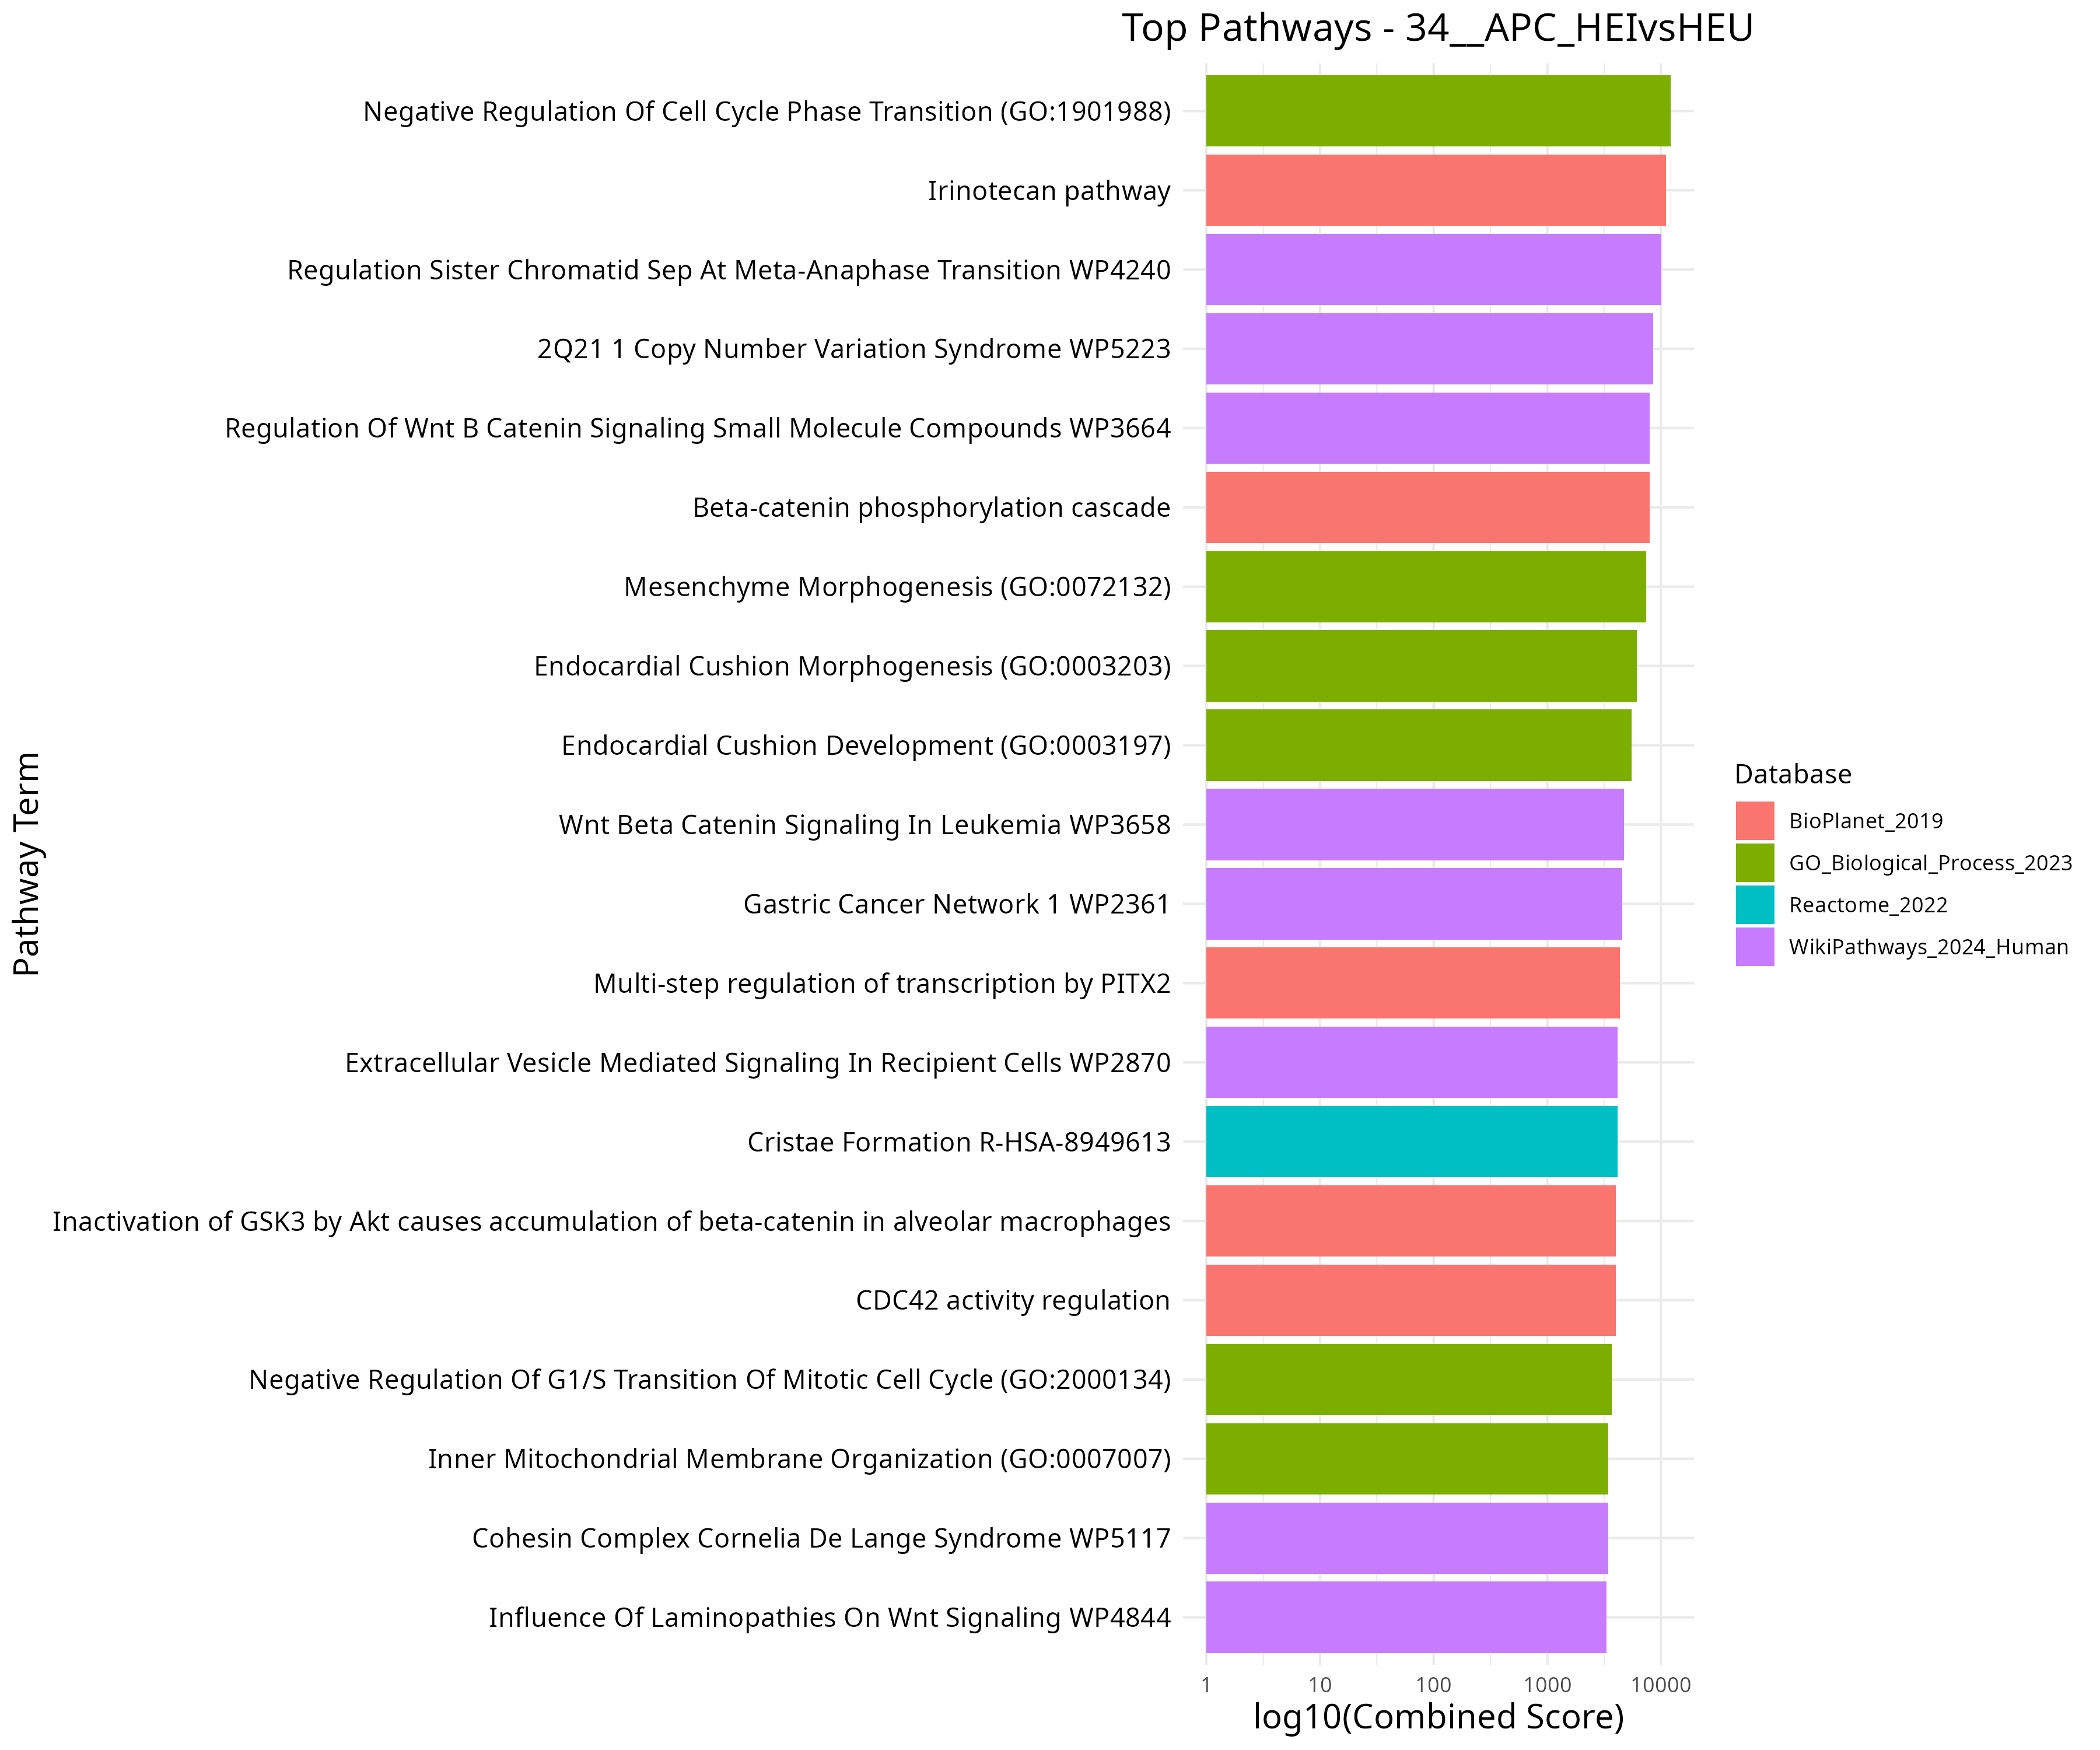 Top Pathways - 34__APC_HEIvsHEU
Pathway Term
Negative Regulation Of Cell Cycle Phase Transition (GO:1901988)
Irinotecan pathway
Regulation Sister Chromatid Sep At Meta-Anaphase Transition WP4240
2Q21 1 Copy Number Variation Syndrome WP5223
Regulation Of Wnt B Catenin Signaling Small Molecule Compounds WP3664
Beta-catenin phosphorylation cascade
Mesenchyme Morphogenesis (GO:0072132)
Endocardial Cushion Morphogenesis (GO:0003203)
Endocardial Cushion Development (GO:0003197)
Wnt Beta Catenin Signaling In Leukemia WP3658
Gastric Cancer Network 1 WP2361
Multi-step regulation of transcription by PITX2
Extracellular Vesicle Mediated Signaling In Recipient Cells WP2870
Cristae Formation R-HSA-8949613
Inactivation of GSK3 by Akt causes accumulation of beta-catenin in alveolar macrophages
CDC42 activity regulation
Negative Regulation Of G1/S Transition Of Mitotic Cell Cycle (GO:2000134)
Inner Mitochondrial Membrane Organization (GO:0007007)
Cohesin Complex Cornelia De Lange Syndrome WP5117
Influence Of Laminopathies On Wnt Signaling WP4844
1 10 100 1000 10000
log10(Combined Score)
Database
BioPlanet_2019
GO_Biological_Process_2023
Reactome_2022
WikiPathways_2024_Human